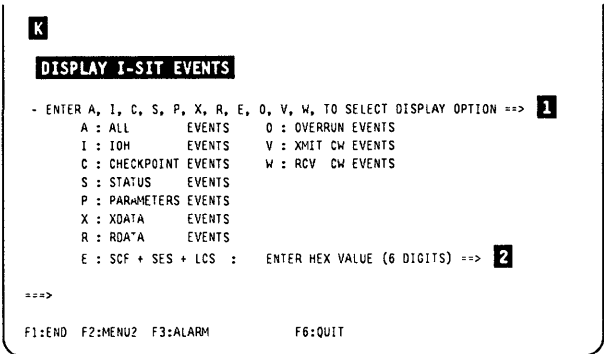 K
DISPLAY I-SIT EVENTS
- ENTER A, I, C, S, P, X, R, E, O, V, W, TO SELECT DISPLAY OPTION ==> 1
A : ALL EVENTS O : OVERRUN EVENTS
I : IOH EVENTS V : XMIT CW EVENTS
C : CHECKPOINT EVENTS W : RCV CW EVENTS
S : STATUS EVENTS
P : PARAMETERS EVENTS
X : XDATA EVENTS
R : RDATA EVENTS
E : SCF + SES + LCS : ENTER HEX VALUE (6 DIGITS) ==> 2
===>
F1:END F2:MENU2 F3:ALARM F6:QUIT